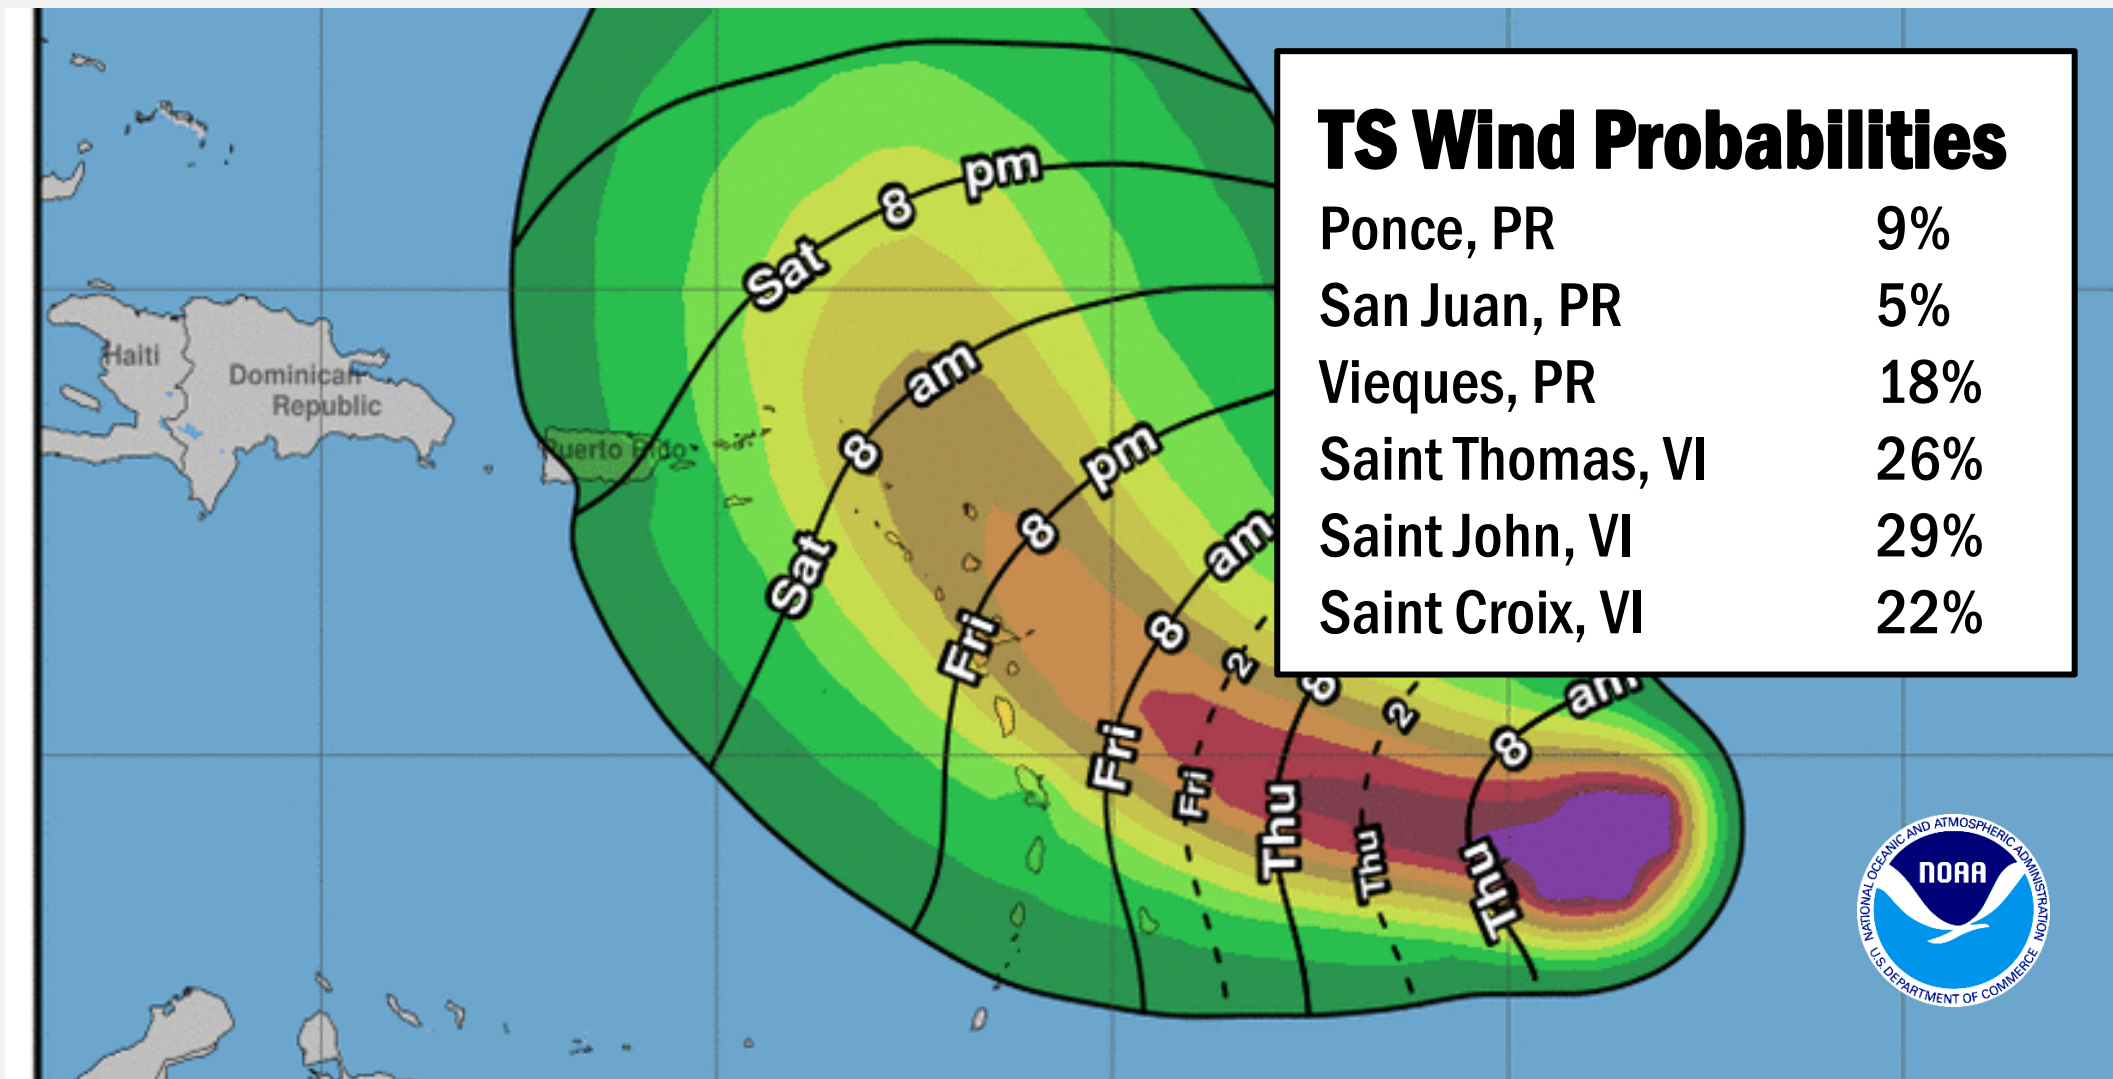 TS Wind Probabilities
Ponce, PR 9%
San Juan, PR 5%
Vieques, PR 18%
Saint Thomas, VI 26%
Saint John, VI 29%
Saint Croix, VI 22%
Sat 8 pm
Sat 8 am
Fri 8 pm
Fri 8 am
Fri 2
Thu 8
Thu 2
Thu 8 am
Haiti
Dominican
Republic
Puerto Rico
NATIONAL OCEANIC AND ATMOSPHERIC ADMINISTRATION
NOAA
U.S. DEPARTMENT OF COMMERCE